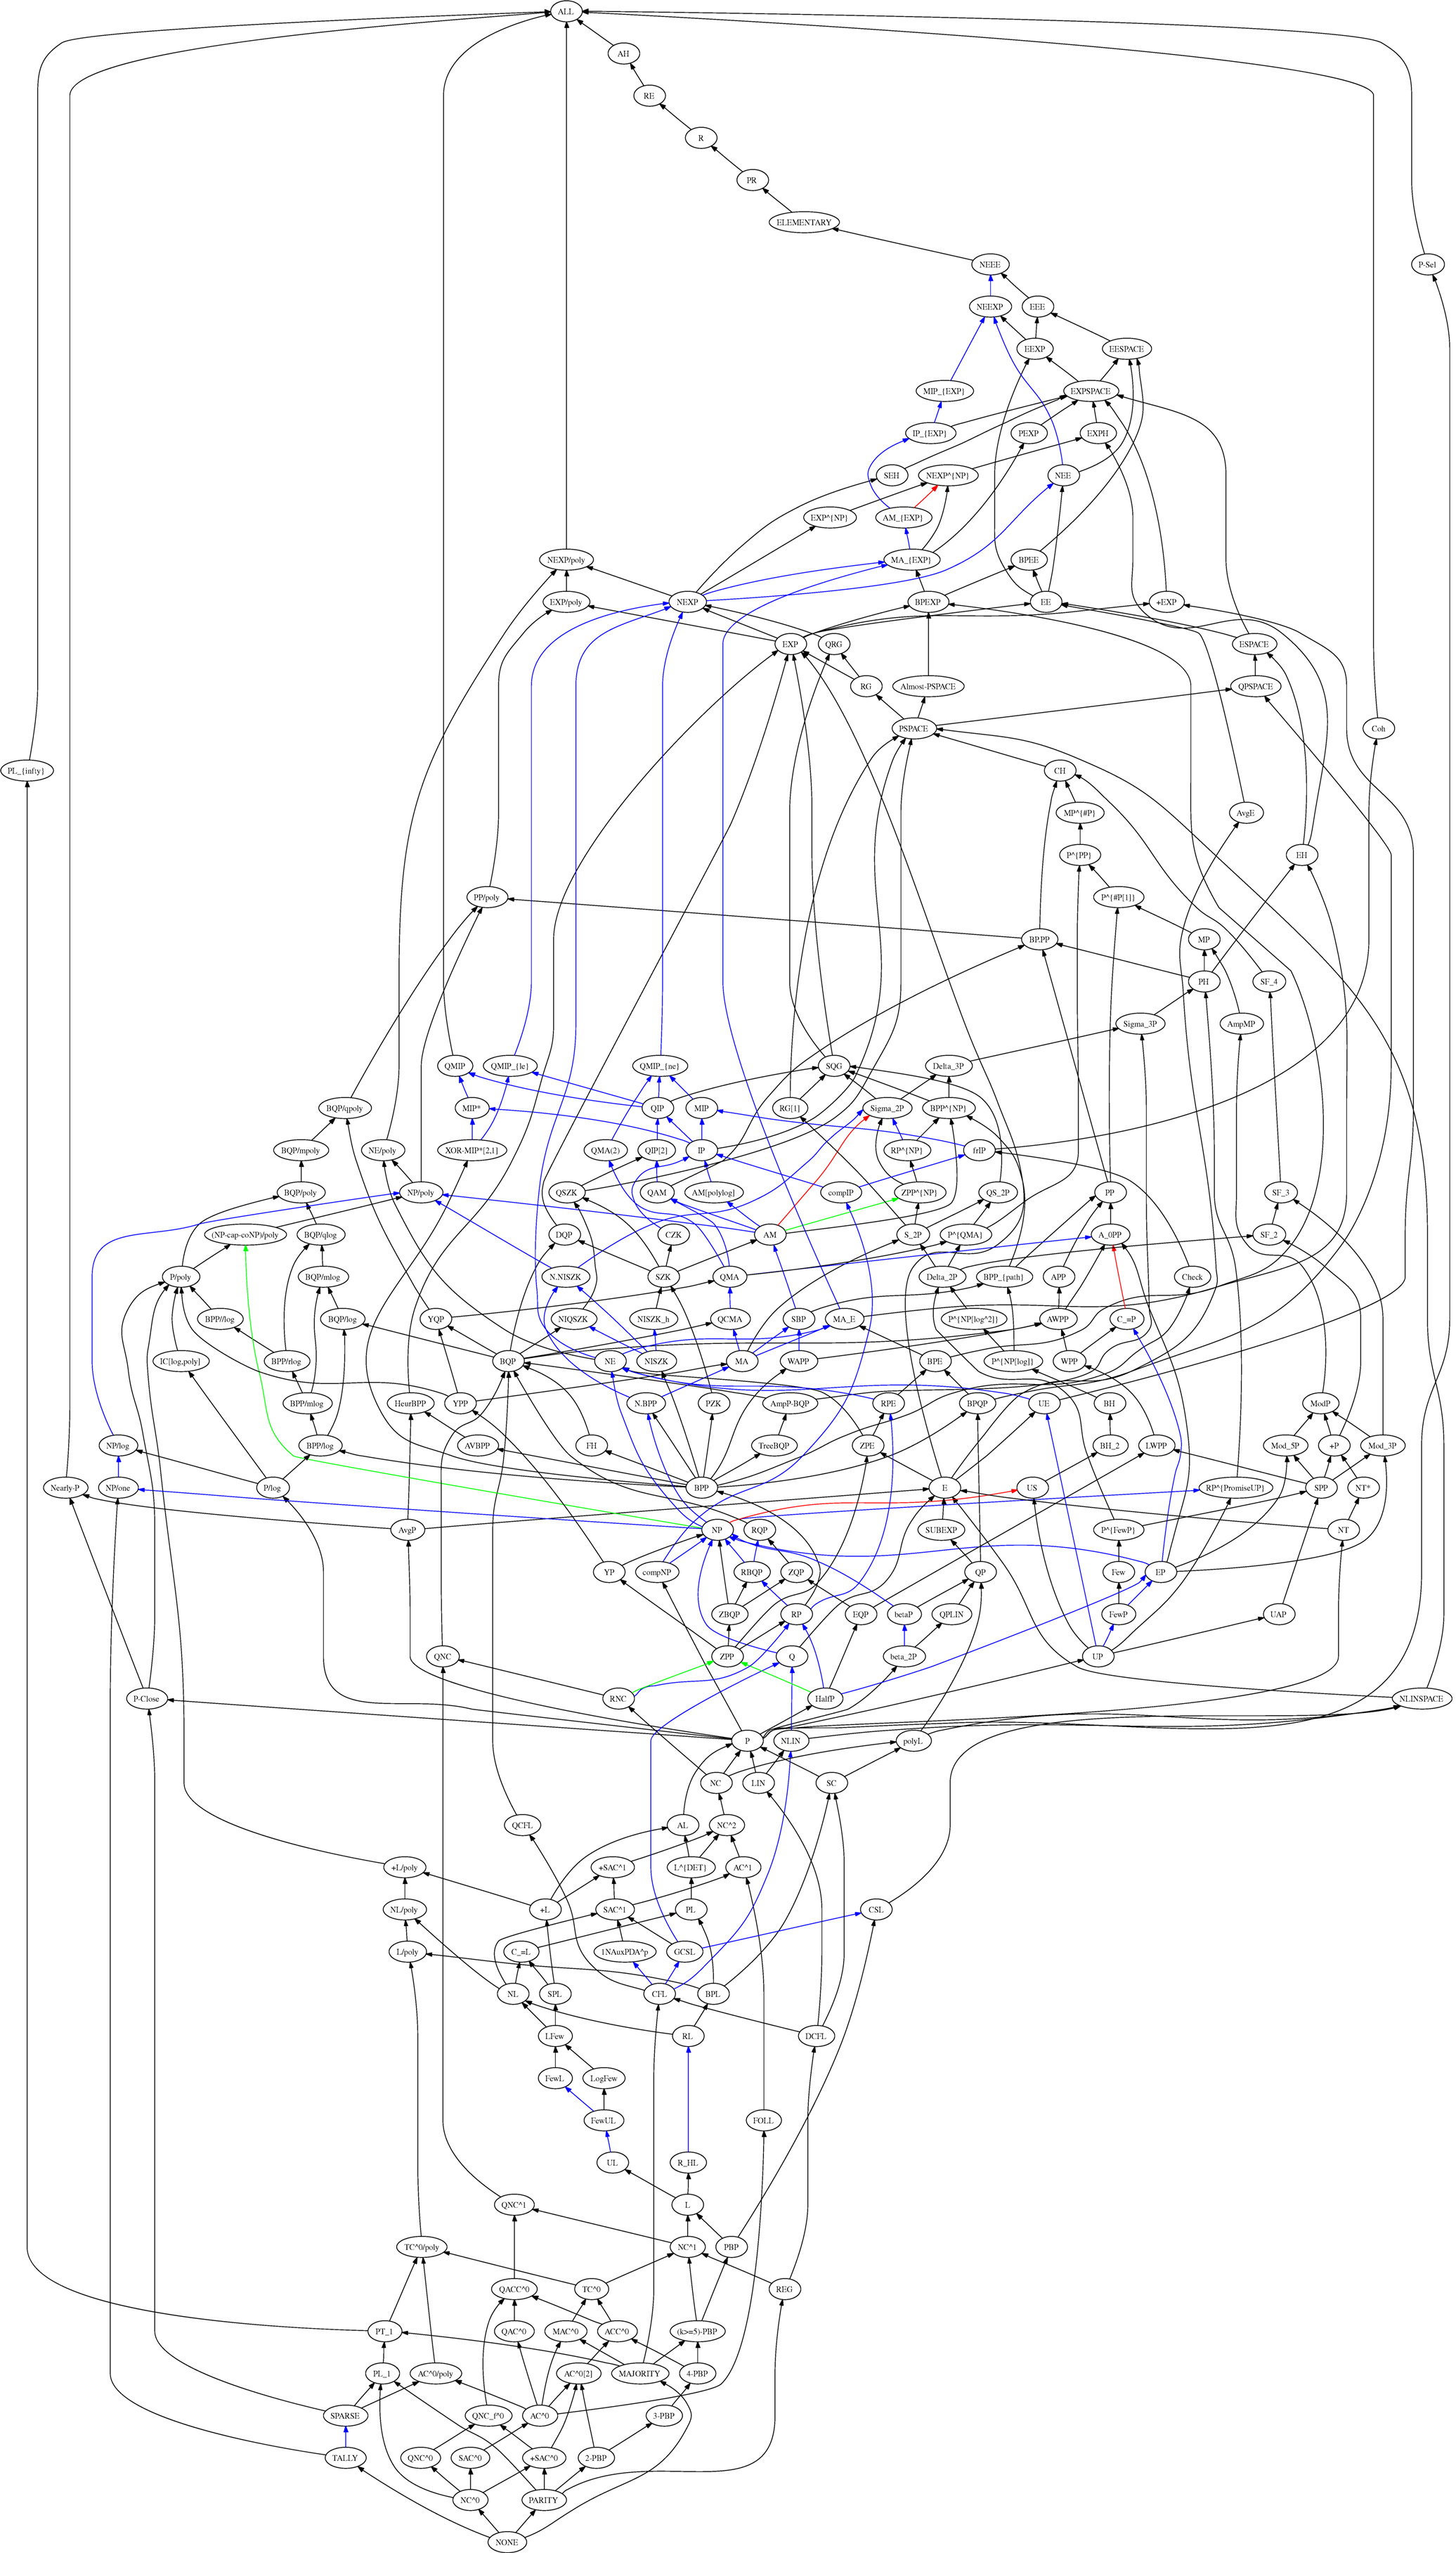 ALL
AH
RE
R
PR
ELEMENTARY
NEEE
P-Sel
NEEXP
EEE
EEXP
EESPACE
MIP_{EXP}
EXPSPACE
IP_{EXP}
PEXP
EXPH
SEH
NEXP^{NP}
NEE
EXP^{NP}
AM_{EXP}
NEXP/poly
MA_{EXP}
BPEE
EXP/poly
NEXP
BPEXP
EE
+EXP
EXP
QRG
ESPACE
RG
Almost-PSPACE
QPSPACE
PSPACE
Coh
PL_{infty}
CH
MP^{#P}
AvgE
P^{PP}
EH
PP/poly
P^{#P[1]}
BP.PP
MP
PH
SF_4
Sigma_3P
AmpMP
QMIP
QMIP_{le}
QMIP_{ne}
SQG
Delta_3P
BQP/qpoly
MIP*
QIP
MIP
RG[1]
Sigma_2P
BPP^{NP}
BQP/mpoly
NE/poly
XOR-MIP*[2,1]
QMA(2)
QIP[2]
IP
RP^{NP}
frIP
BQP/poly
NP/poly
QSZK
QAM
AM[polylog]
compIP
ZPP^{NP}
QS_2P
PP
SF_3
(NP-cap-coNP)/poly
BQP/qlog
DQP
CZK
AM
S_2P
P^{QMA}
A_0PP
SF_2
P/poly
BQP/mlog
N.NISZK
SZK
QMA
Delta_2P
BPP_{path}
APP
Check
BPP//log
BQP/log
YQP
NIQSZK
NISZK_h
QCMA
SBP
MA_E
P^{NP[log^2]}
AWPP
C_=P
IC[log,poly]
BPP/rlog
BQP
NE
NISZK
MA
WAPP
BPE
P^{NP[log]}
WPP
BPP/mlog
HeurBPP
YPP
N.BPP
PZK
AmpP-BQP
RPE
BPQP
UE
BH
ModP
NP/log
BPP/log
AVBPP
FH
TreeBQP
ZPE
BH_2
LWPP
Mod_5P
+P
Mod_3P
Nearly-P
NP/one
P/log
BPP
E
US
RP^{PromiseUP}
SPP
NT*
AvgP
NP
RQP
SUBEXP
P^{FewP}
NT
YP
compNP
RBQP
ZQP
QP
Few
EP
ZBQP
RP
EQP
betaP
QPLIN
FewP
UAP
QNC
ZPP
Q
beta_2P
UP
P-Close
RNC
HalfP
NLINSPACE
P
NLIN
polyL
NC
LIN
SC
QCFL
AL
NC^2
+L/poly
+SAC^1
L^{DET}
AC^1
NL/poly
+L
SAC^1
PL
CSL
L/poly
C_=L
1NAuxPDA^p
GCSL
NL
SPL
CFL
BPL
LFew
RL
DCFL
FewL
LogFew
FewUL
FOLL
UL
R_HL
QNC^1
L
TC^0/poly
NC^1
PBP
QACC^0
TC^0
REG
PT_1
QAC^0
MAC^0
ACC^0
(k>=5)-PBP
PL_1
AC^0/poly
AC^0[2]
MAJORITY
4-PBP
SPARSE
QNC_f^0
AC^0
3-PBP
TALLY
QNC^0
SAC^0
+SAC^0
2-PBP
NC^0
PARITY
NONE